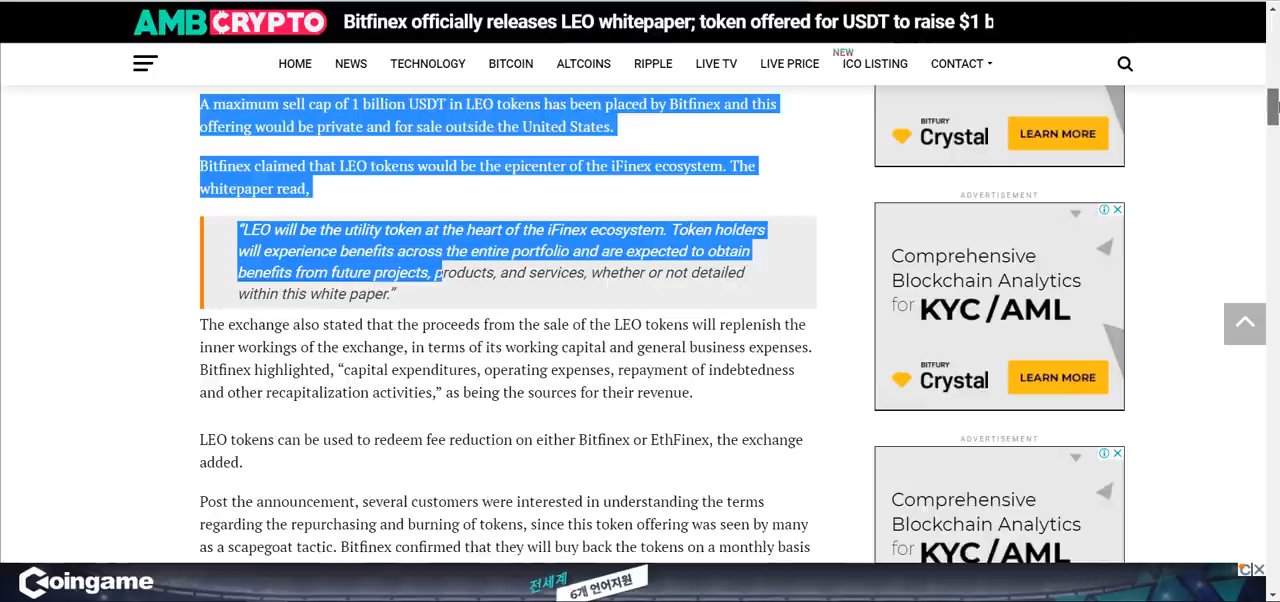 AMBCRYPTO
Bitfinex officially releases LEO whitepaper; token offered for USDT to raise $1 b
HOME NEWS TECHNOLOGY BITCOIN ALTCOINS RIPPLE LIVE TV LIVE PRICE NEW ICO LISTING CONTACT
A maximum sell cap of 1 billion USDT in LEO tokens has been placed by Bitfinex and this
offering would be private and for sale outside the United States.
Bitfinex claimed that LEO tokens would be the epicenter of the iFinex ecosystem. The
whitepaper read,
“LEO will be the utility token at the heart of the iFinex ecosystem. Token holders
will experience benefits across the entire portfolio and are expected to obtain
benefits from future projects, products, and services, whether or not detailed
within this white paper.”
The exchange also stated that the proceeds from the sale of the LEO tokens will replenish the
inner workings of the exchange, in terms of its working capital and general business expenses.
Bitfinex highlighted, “capital expenditures, operating expenses, repayment of indebtedness
and other recapitalization activities,” as being the sources for their revenue.
LEO tokens can be used to redeem fee reduction on either Bitfinex or EthFinex, the exchange
added.
Post the announcement, several customers were interested in understanding the terms
regarding the repurchasing and burning of tokens, since this token offering was seen by many
as a scapegoat tactic. Bitfinex confirmed that they will buy back the tokens on a monthly basis
BITFURY
Crystal
LEARN MORE
ADVERTISEMENT
Comprehensive
Blockchain Analytics
for KYC/AML
BITFURY
Crystal
LEARN MORE
ADVERTISEMENT
Comprehensive
Blockchain Analytics
for KYC/AML
Coingame
전세계
6개 언어지원